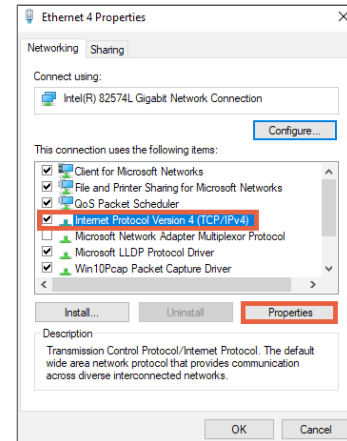 Ethernet 4 Properties
Networking Sharing
Connect using:
Intel(R) 82574L Gigabit Network Connection
Configure...
This connection uses the following items:
Client for Microsoft Networks
File and Printer Sharing for Microsoft Networks
QoS Packet Scheduler
Internet Protocol Version 4 (TCP/IPv4)
Microsoft Network Adapter Multiplexor Protocol
Microsoft LLDP Protocol Driver
Win10Pcap Packet Capture Driver
Install... Uninstall Properties
Description
Transmission Control Protocol/Internet Protocol. The default
wide area network protocol that provides communication
across diverse interconnected networks.
OK Cancel